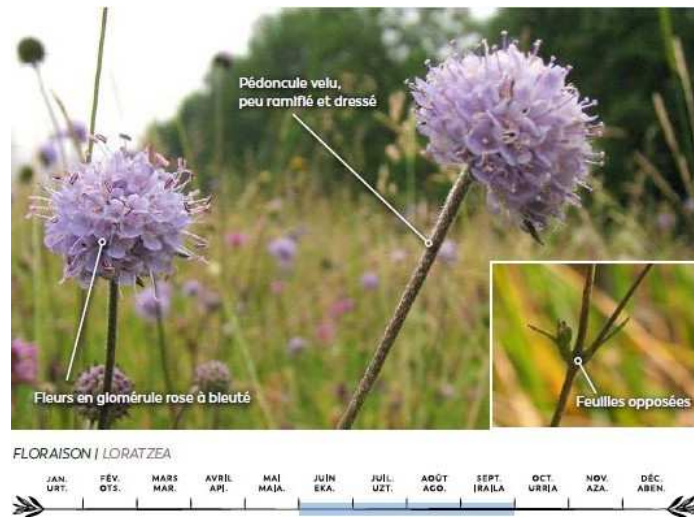 Pédoncule velu,
peu ramifié et dressé
Fleurs en glomérule rose à bleuté
Feuilles opposées
FLORAISON | LORATZEA
JAN. FÉV. MARS AVRIL MAI JUIN JUIL. AOÛT SEPT. OCT. NOV. DÉC.
URT. OTS. MAR. API. MAIA. EKA. UZT. AGO. IRAILA URRIA AZA. ABEN.